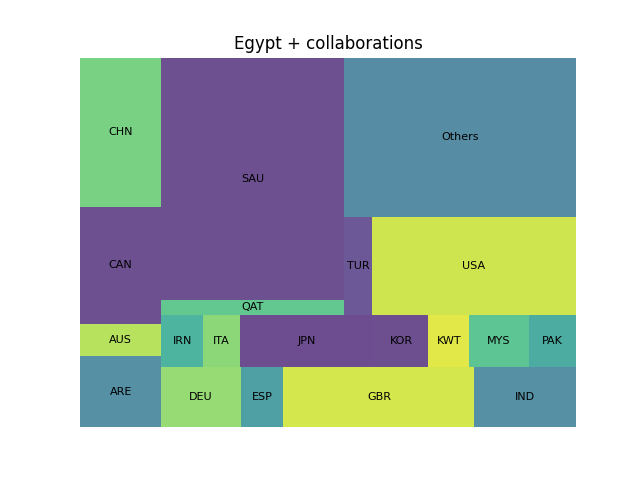 Egypt + collaborations
CHN
SAU
Others
CAN
TUR
USA
QAT
AUS
IRN
ITA
JPN
KOR
KWT
MYS
PAK
ARE
DEU
ESP
GBR
IND